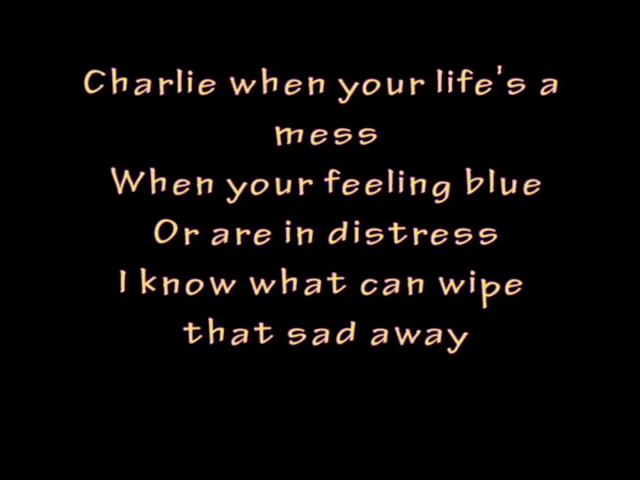 Charlie when your life's a
mess
When your feeling blue
Or are in distress
I know what can wipe
that sad away